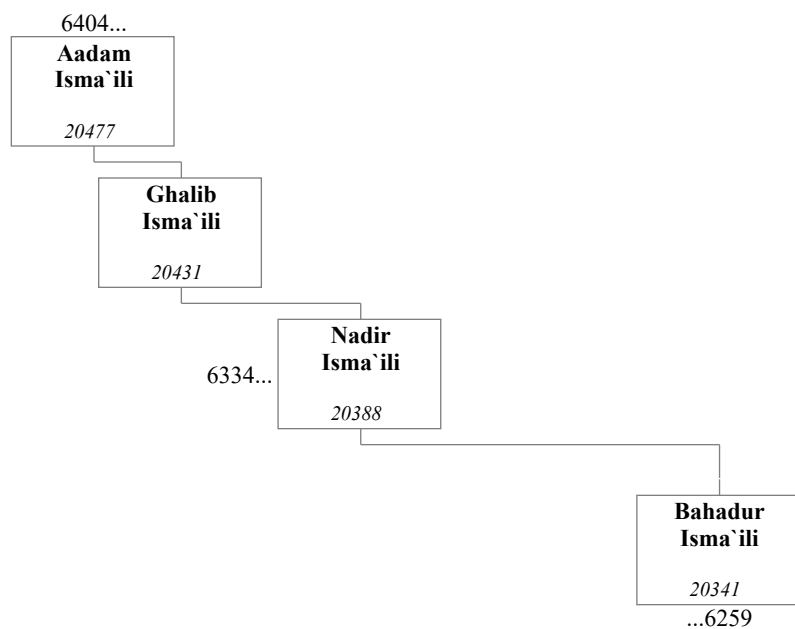 6404...
Aadam
Isma`ili
20477
Ghalib
Isma`ili
20431
Nadir
Isma`ili
6334...
20388
Bahadur
Isma`ili
20341
...6259